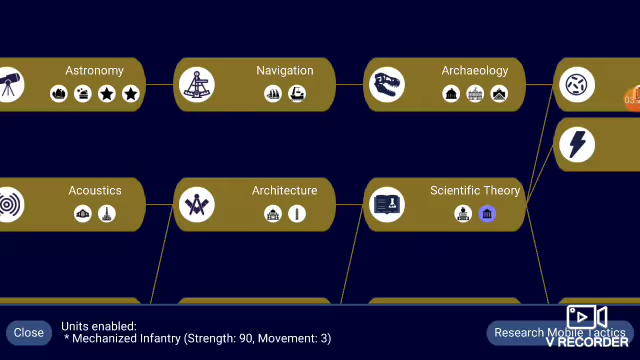 Astronomy
Navigation
Archaeology
Acoustics
Architecture
Scientific Theory
Close
Units enabled:
* Mechanized Infantry (Strength: 90, Movement: 3)
Research Mobile Tactics
V RECORDER